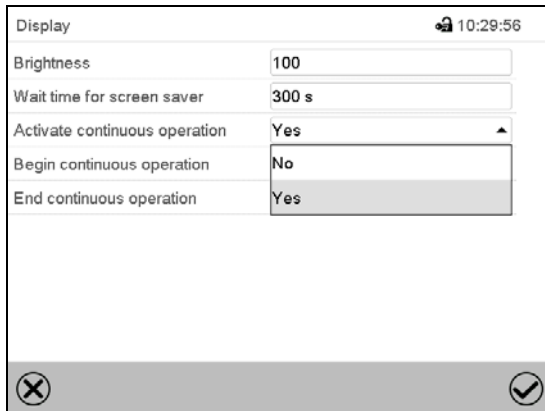 Display 10:29:56
Brightness 100
Wait time for screen saver 300 s
Activate continuous operation Yes
Begin continuous operation No
End continuous operation Yes